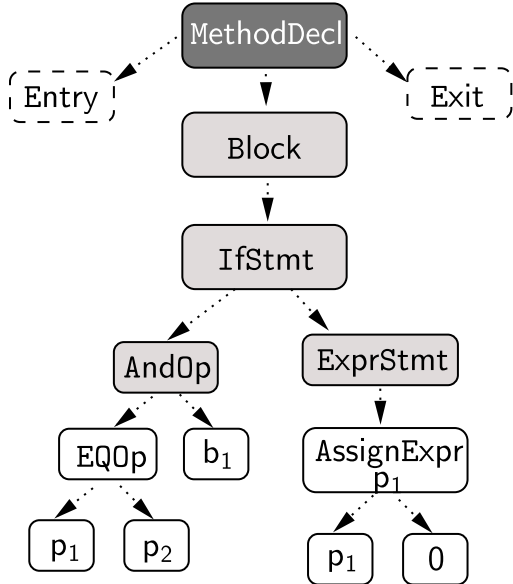 MethodDecl
Entry
Exit
Block
IfStmt
AndOp
ExprStmt
EQOp
b₁
AssignExpr
p₁
p₁
p₂
p₁
0